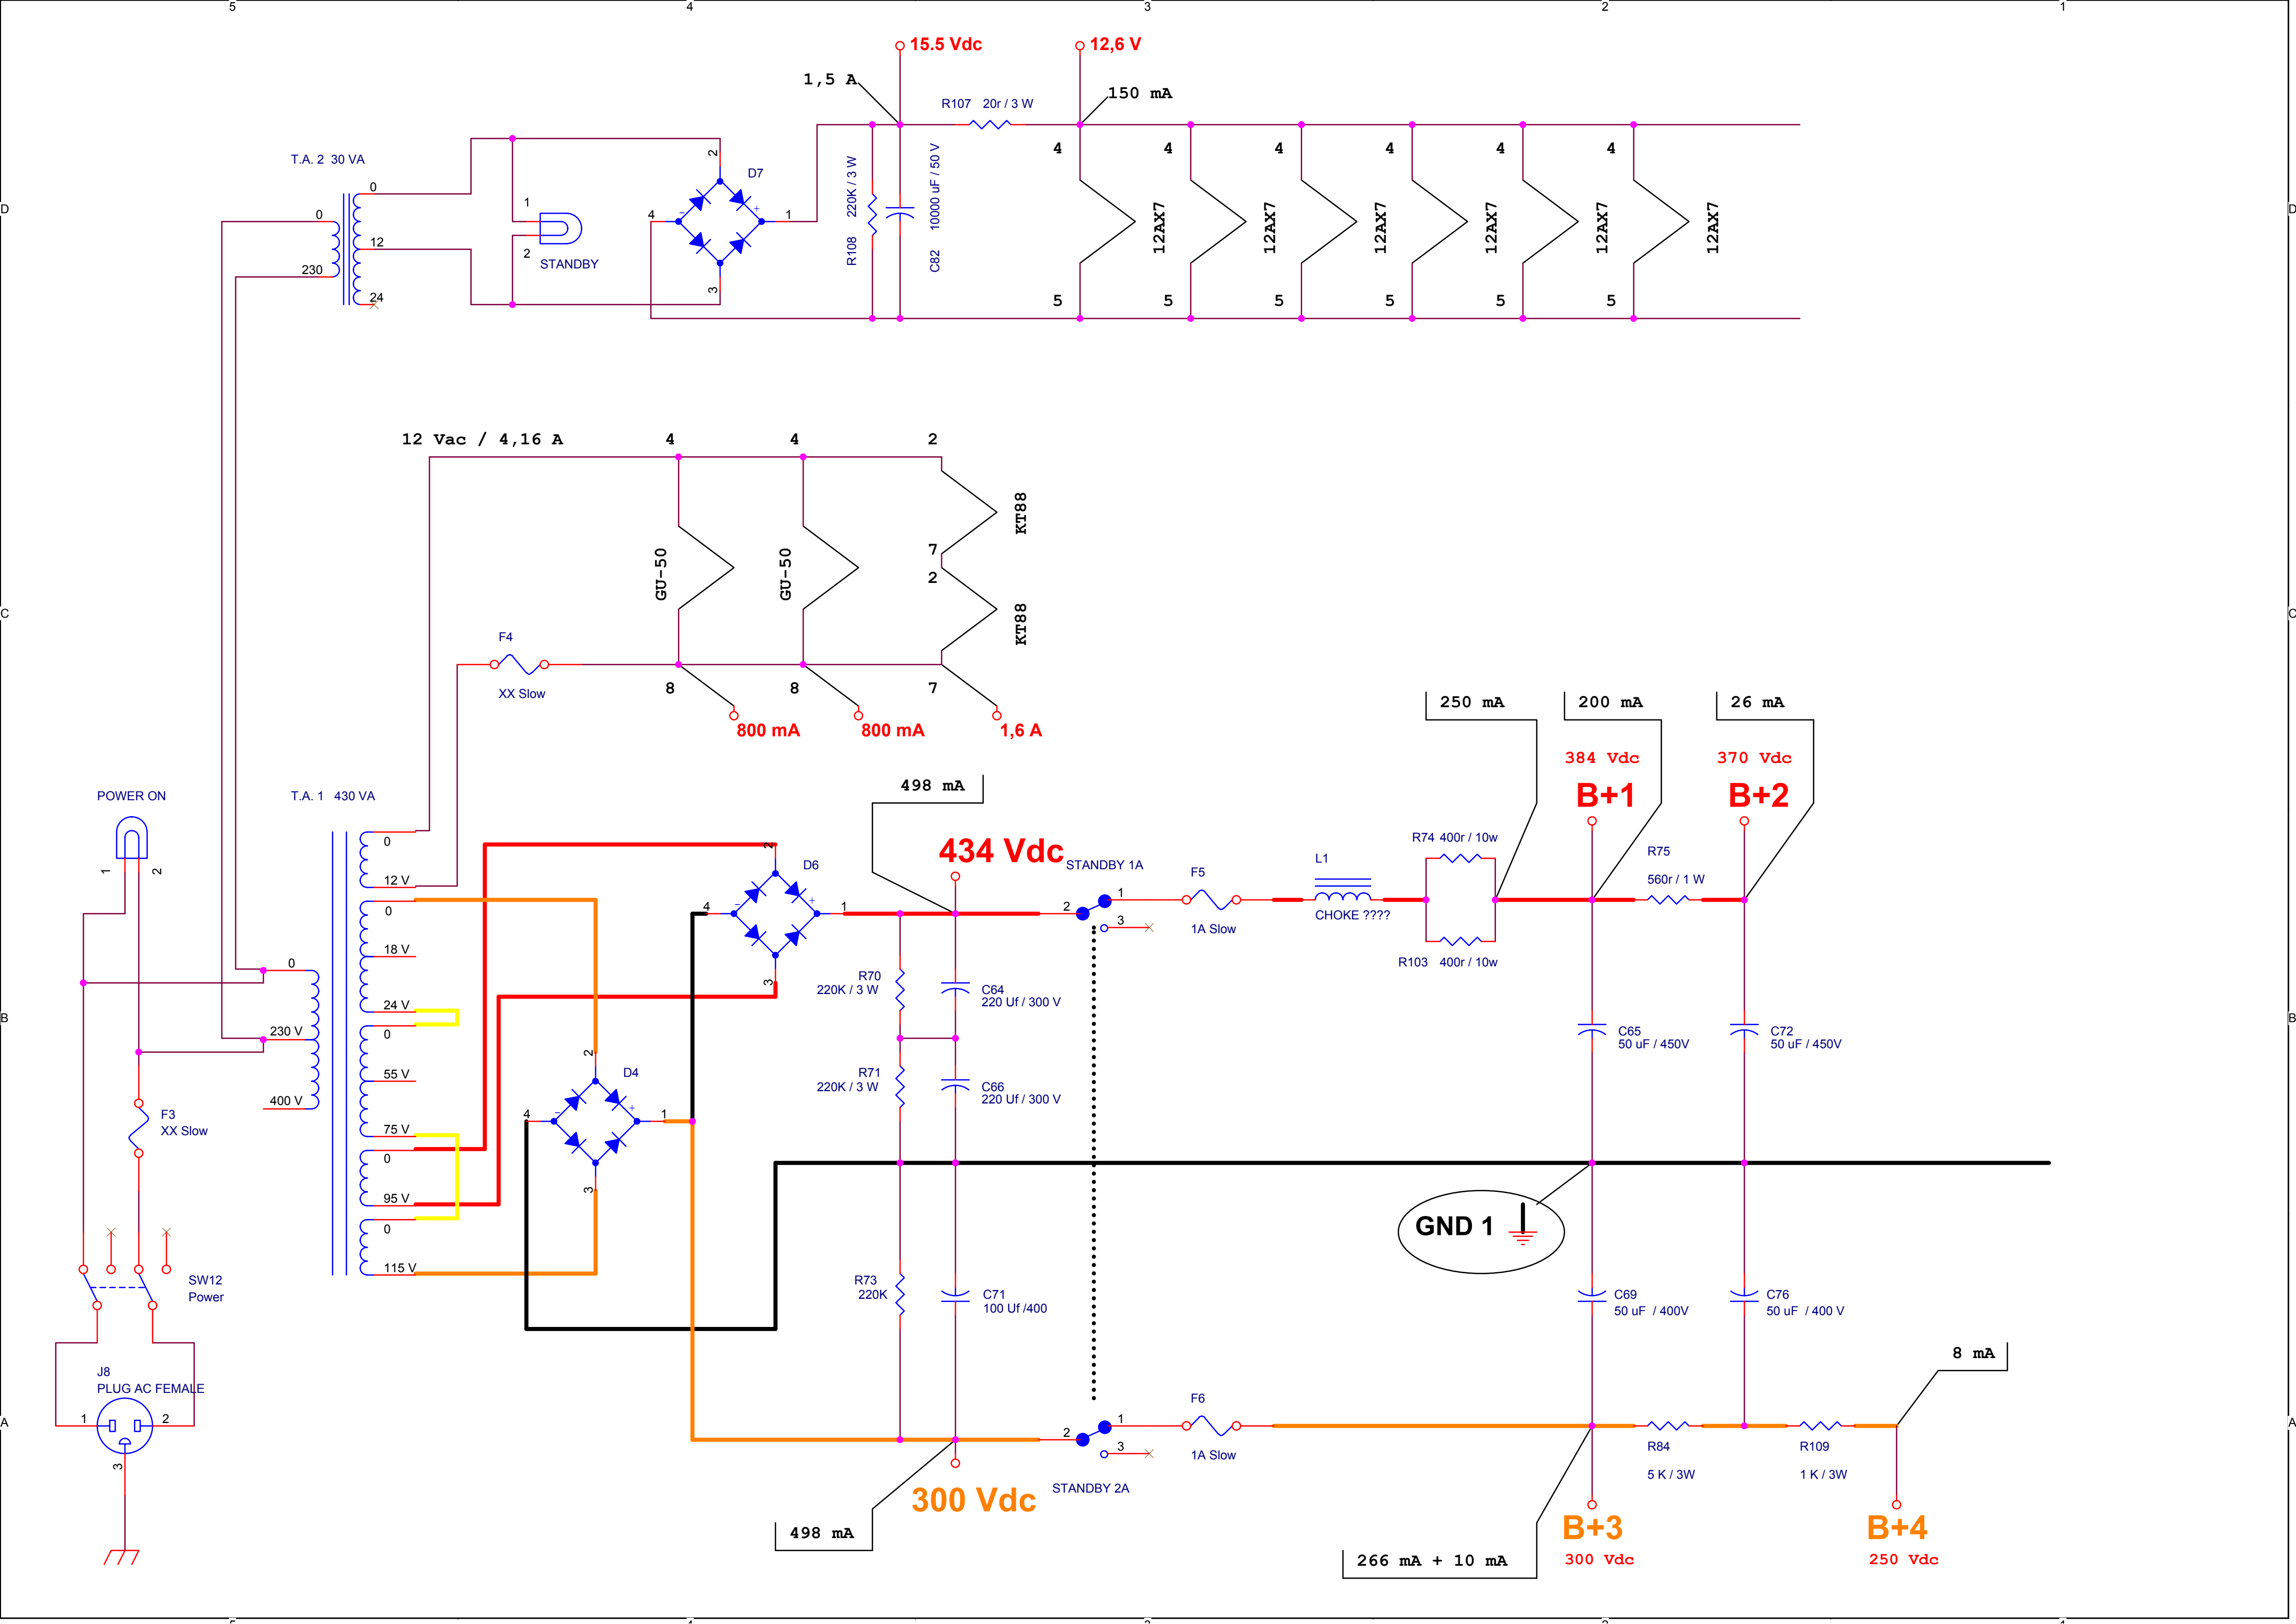 5 4 3 2 1
D D
C C
B B
A A
15.5 Vdc
12,6 V
1,5 A
150 mA
R107 20r / 3 W
T.A. 2 30 VA
0
12
24
0
230
1
2
STANDBY
D7
2
4
1
3
- +
R108 220K / 3 W
C82 10000 uF / 50 V
4 4 4 4 4 4
12AX7 12AX7 12AX7 12AX7 12AX7 12AX7
5 5 5 5 5 5
12 Vac / 4,16 A
4 4 2
GU-50
GU-50
KT88
7
2
KT88
8 8 7
F4
XX Slow
800 mA
800 mA
1,6 A
POWER ON
1 2
T.A. 1 430 VA
0
12 V
0
18 V
24 V
0
55 V
75 V
0
95 V
0
115 V
0
230 V
400 V
F3
XX Slow
SW12
Power
J8
PLUG AC FEMALE
1 2
3
D6
2
4
1
3
- +
D4
2
4
1
3
- +
498 mA
434 Vdc
STANDBY 1A
2
1
3
F5
1A Slow
L1
CHOKE ????
R74 400r / 10w
R103 400r / 10w
250 mA
200 mA
26 mA
384 Vdc
B+1
370 Vdc
B+2
R75
560r / 1 W
R70
220K / 3 W
C64
220 Uf / 300 V
R71
220K / 3 W
C66
220 Uf / 300 V
C65
50 uF / 450V
C72
50 uF / 450V
GND 1
R73
220K
C71
100 Uf /400
C69
50 uF / 400V
C76
50 uF / 400 V
8 mA
2
1
3
STANDBY 2A
F6
1A Slow
R84
5 K / 3W
R109
1 K / 3W
300 Vdc
498 mA
266 mA + 10 mA
B+3
300 Vdc
B+4
250 Vdc